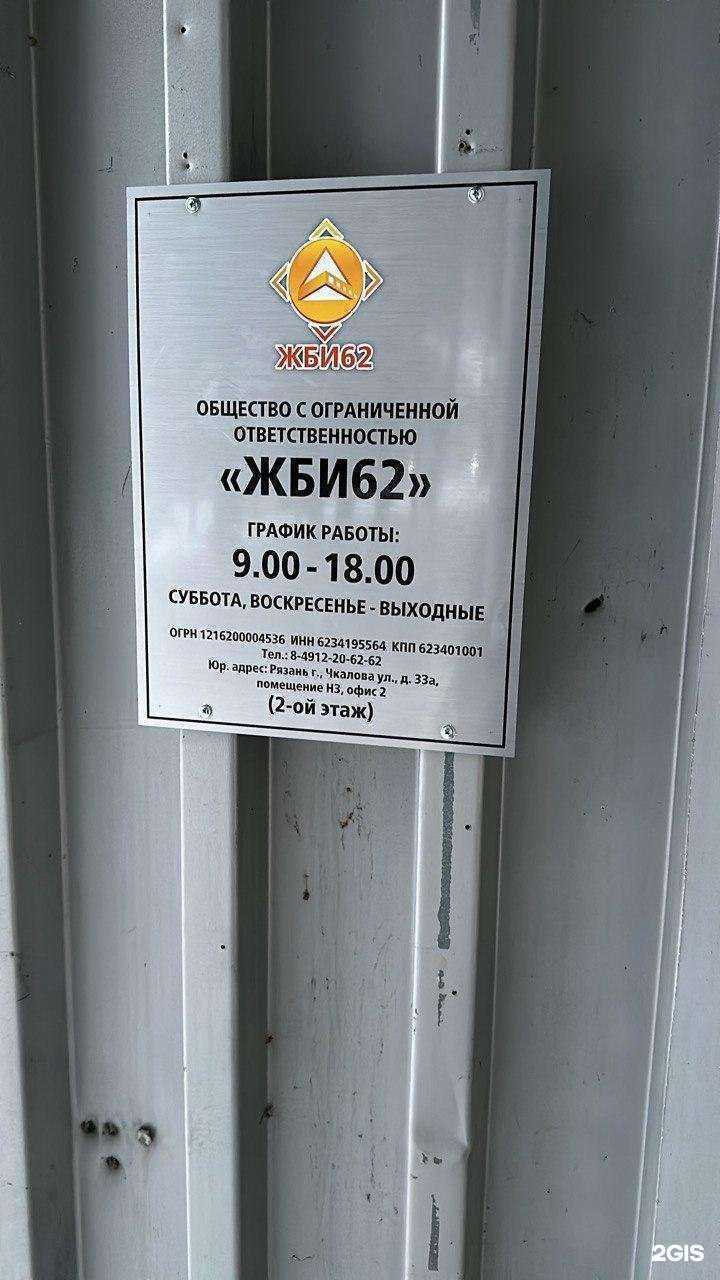 ЖБИ62
ОБЩЕСТВО С ОГРАНИЧЕННОЙ
ОТВЕТСТВЕННОСТЬЮ
«ЖБИ62»
ГРАФИК РАБОТЫ:
9.00 - 18.00
СУББОТА, ВОСКРЕСЕНЬЕ - ВЫХОДНЫЕ
ОГРН 1216200004536 ИНН 6234195564 КПП 623401001
Тел.: 8-4912-20-62-62
Юр. адрес: Рязань г., Чкалова ул., д. 33а,
помещение Н3, офис 2
(2-ой этаж)
2GIS